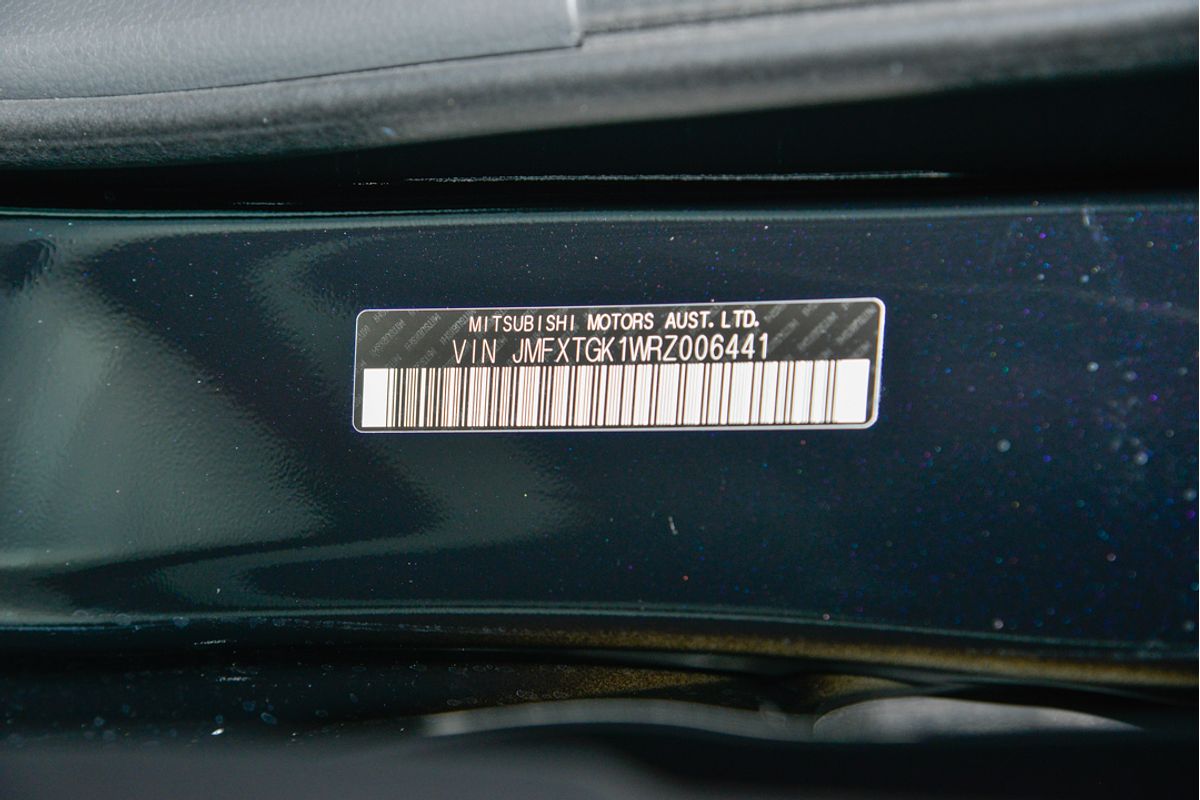 MITSUBISHI MOTORS AUST. LTD.
VIN JMFXTGK1WRZ006441